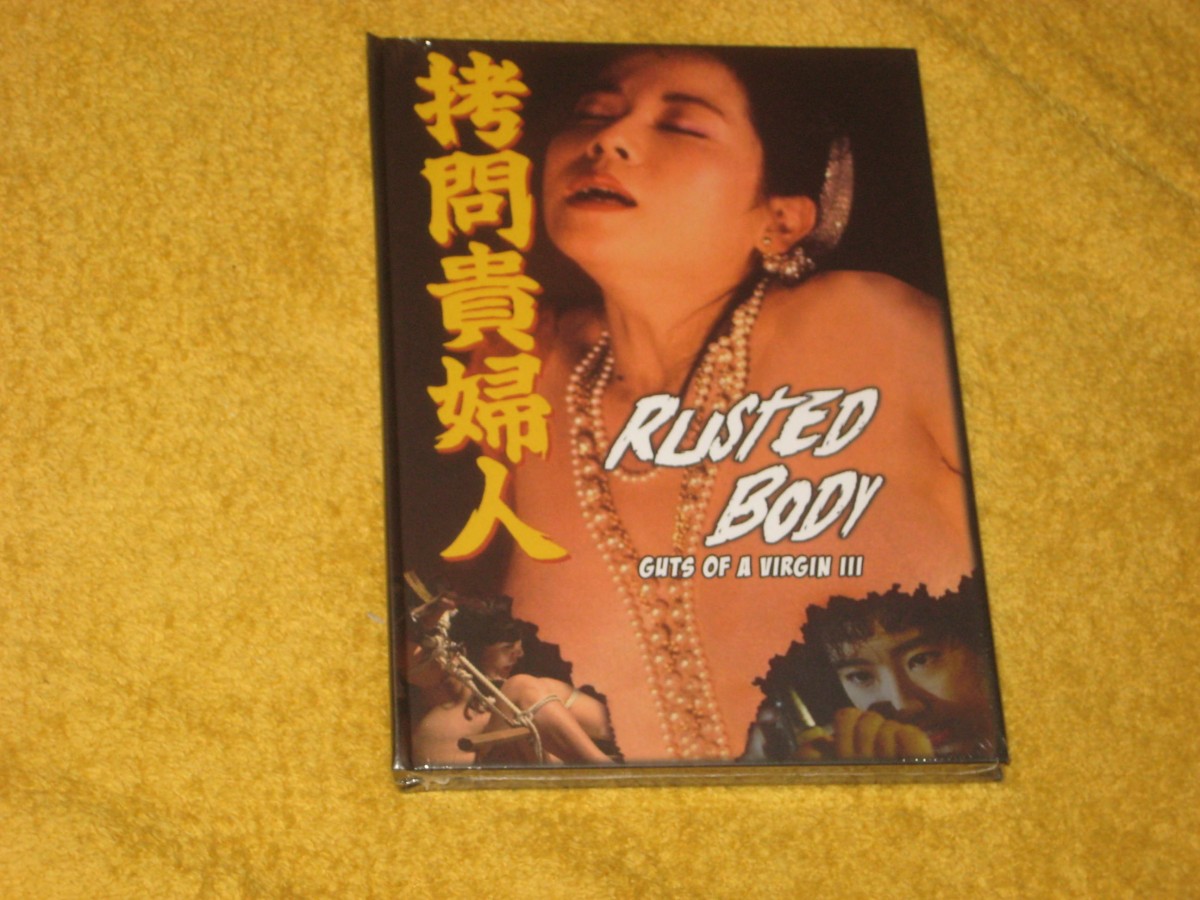 拷問貴婦人
RUSTED
BODY
GUTS OF A VIRGIN III